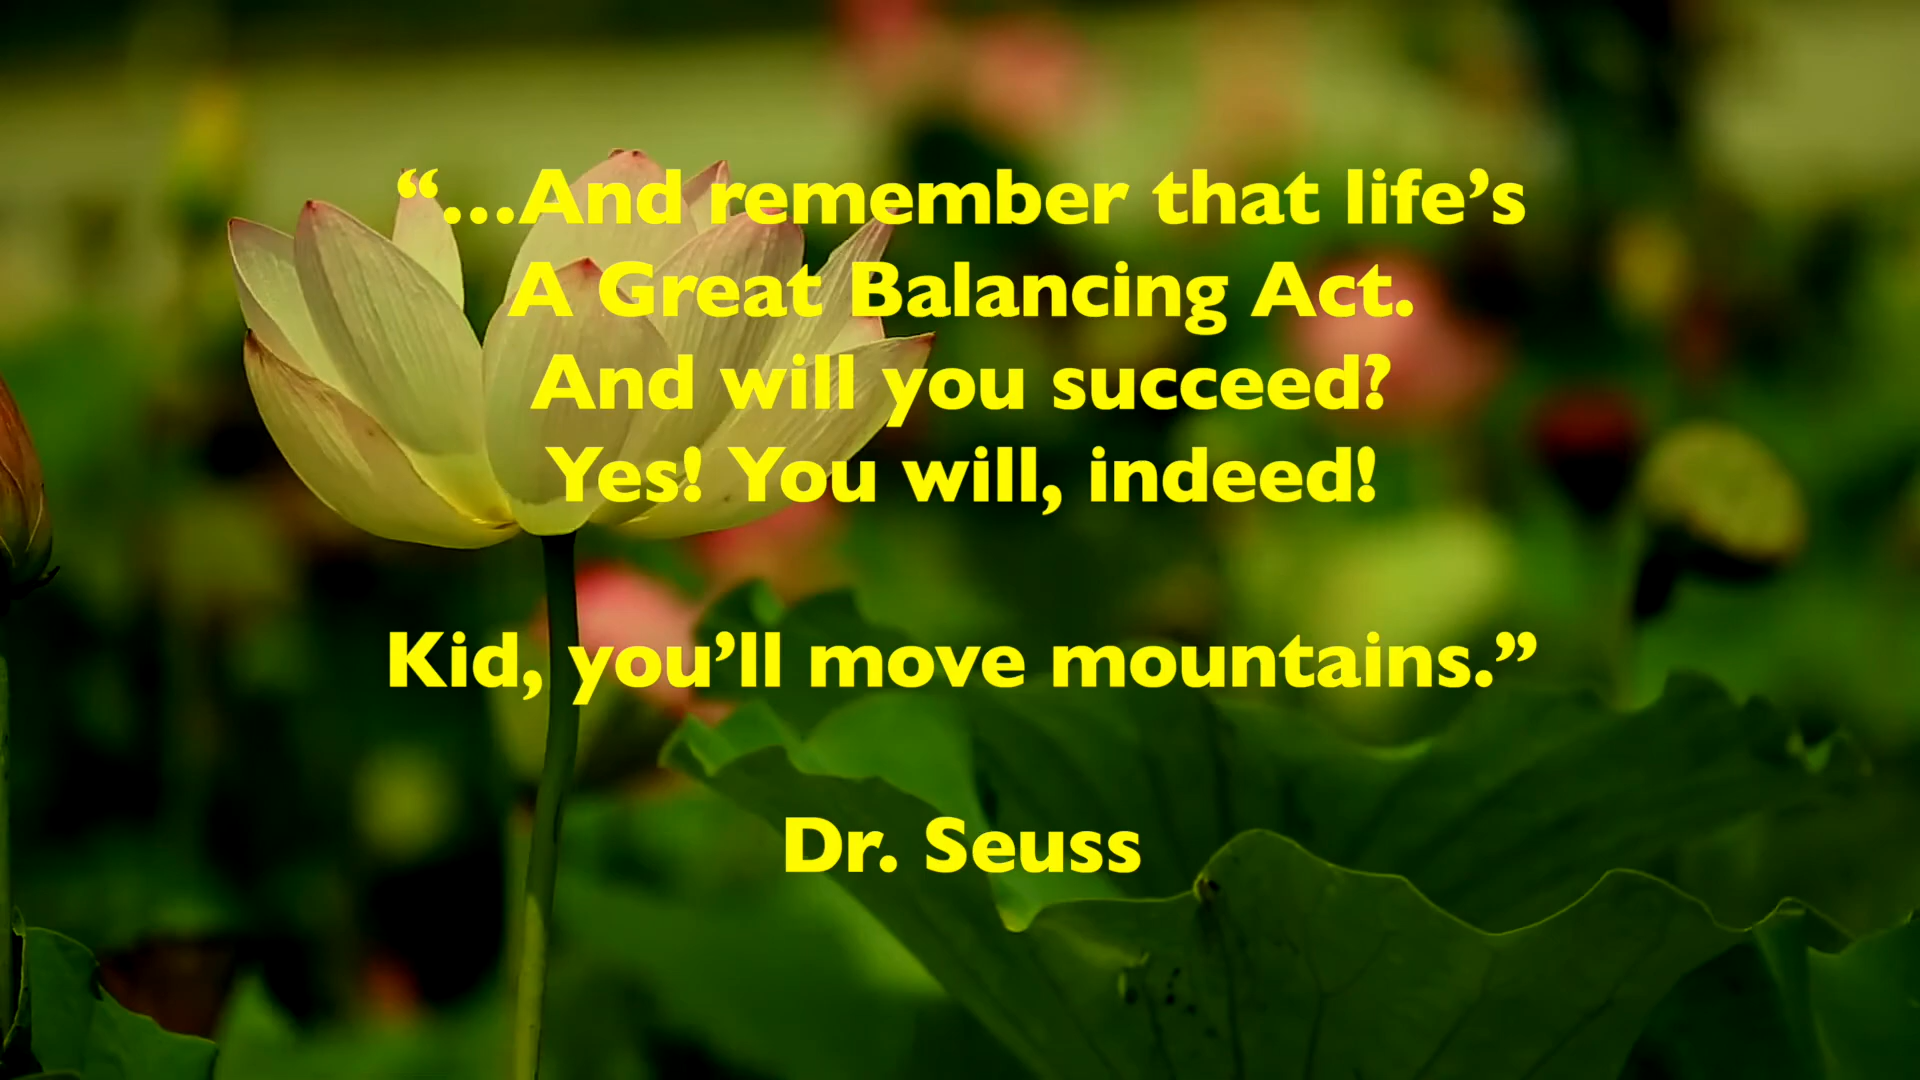 “...And remember that life’s
A Great Balancing Act.
And will you succeed?
Yes! You will, indeed!
Kid, you’ll move mountains.”
Dr. Seuss